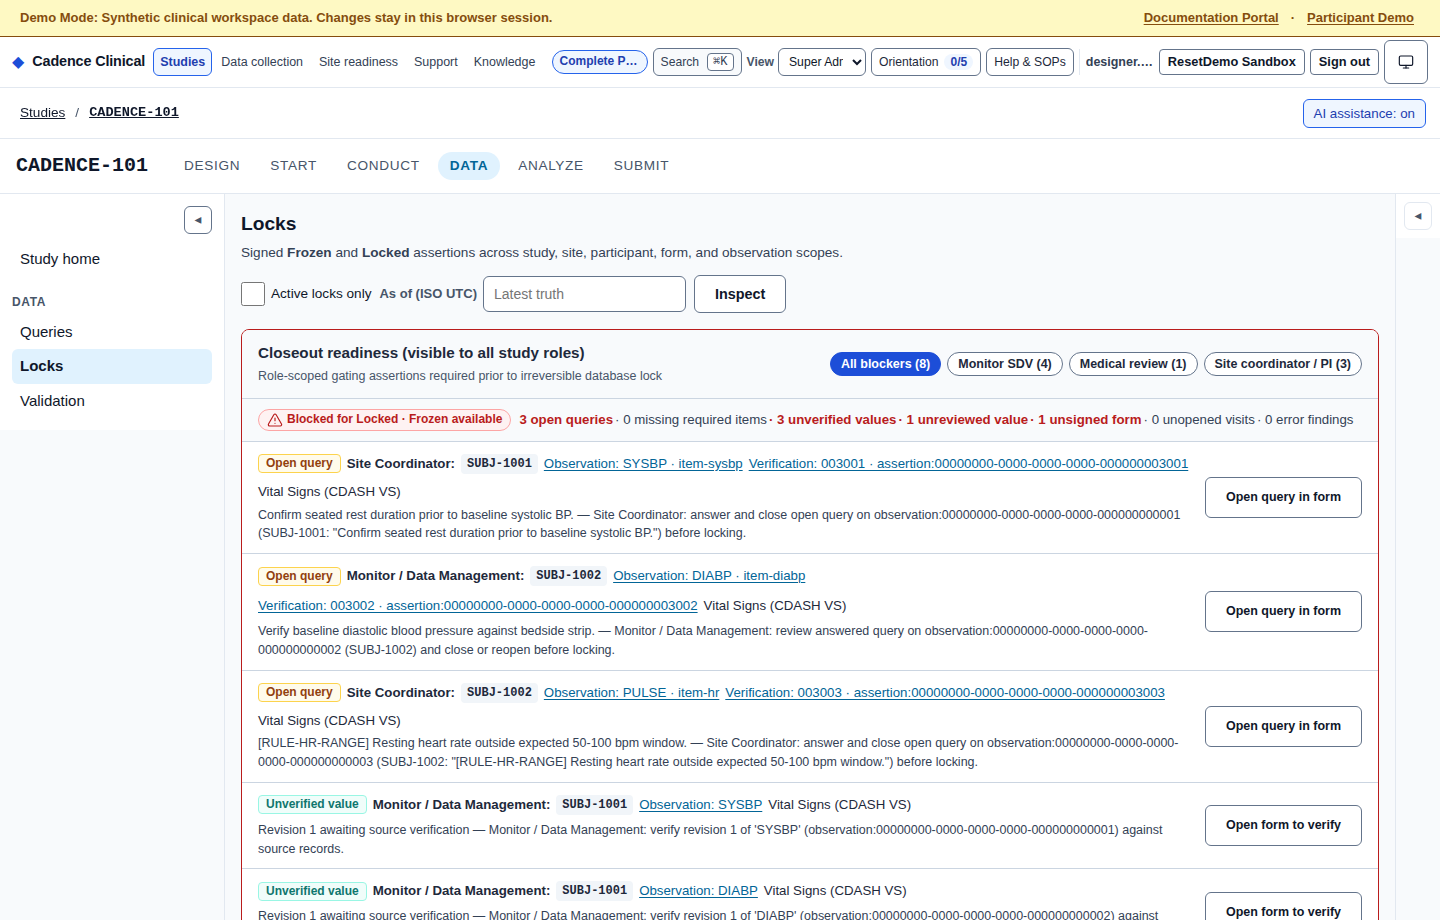 Demo Mode: Synthetic clinical workspace data. Changes stay in this browser session.
Documentation Portal · Participant Demo
Cadence Clinical Studies Data collection Site readiness Support Knowledge Complete P… Search ⌘K View Super Adr Orientation 0/5 Help & SOPs designer.… ResetDemo Sandbox Sign out
Studies / CADENCE-101
AI assistance: on
CADENCE-101 DESIGN START CONDUCT DATA ANALYZE SUBMIT
Study home
DATA
Queries
Locks
Validation
Locks
Signed Frozen and Locked assertions across study, site, participant, form, and observation scopes.
Active locks only As of (ISO UTC) Latest truth Inspect
Closeout readiness (visible to all study roles)
Role-scoped gating assertions required prior to irreversible database lock
All blockers (8) Monitor SDV (4) Medical review (1) Site coordinator / PI (3)
Blocked for Locked · Frozen available 3 open queries · 0 missing required items · 3 unverified values · 1 unreviewed value · 1 unsigned form · 0 unopened visits · 0 error findings
Open query Site Coordinator: SUBJ-1001 Observation: SYSBP · item-sysbp Verification: 003001 · assertion:00000000-0000-0000-0000-000000003001
Vital Signs (CDASH VS)
Confirm seated rest duration prior to baseline systolic BP. — Site Coordinator: answer and close open query on observation:00000000-0000-0000-0000-000000000001
(SUBJ-1001: "Confirm seated rest duration prior to baseline systolic BP.") before locking.
Open query in form
Open query Monitor / Data Management: SUBJ-1002 Observation: DIABP · item-diabp
Verification: 003002 · assertion:00000000-0000-0000-0000-000000003002 Vital Signs (CDASH VS)
Verify baseline diastolic blood pressure against bedside strip. — Monitor / Data Management: review answered query on observation:00000000-0000-0000-0000-
000000000002 (SUBJ-1002) and close or reopen before locking.
Open query in form
Open query Site Coordinator: SUBJ-1002 Observation: PULSE · item-hr Verification: 003003 · assertion:00000000-0000-0000-0000-000000003003
Vital Signs (CDASH VS)
[RULE-HR-RANGE] Resting heart rate outside expected 50-100 bpm window. — Site Coordinator: answer and close open query on observation:00000000-0000-0000-
0000-000000000003 (SUBJ-1002: "[RULE-HR-RANGE] Resting heart rate outside expected 50-100 bpm window.") before locking.
Open query in form
Unverified value Monitor / Data Management: SUBJ-1001 Observation: SYSBP Vital Signs (CDASH VS)
Revision 1 awaiting source verification — Monitor / Data Management: verify revision 1 of 'SYSBP' (observation:00000000-0000-0000-0000-000000000001) against
source records.
Open form to verify
Unverified value Monitor / Data Management: SUBJ-1001 Observation: DIABP Vital Signs (CDASH VS)
Revision 1 awaiting source verification — Monitor / Data Management: verify revision 1 of 'DIABP' (observation:00000000-0000-0000-0000-000000000002) against
Open form to verify